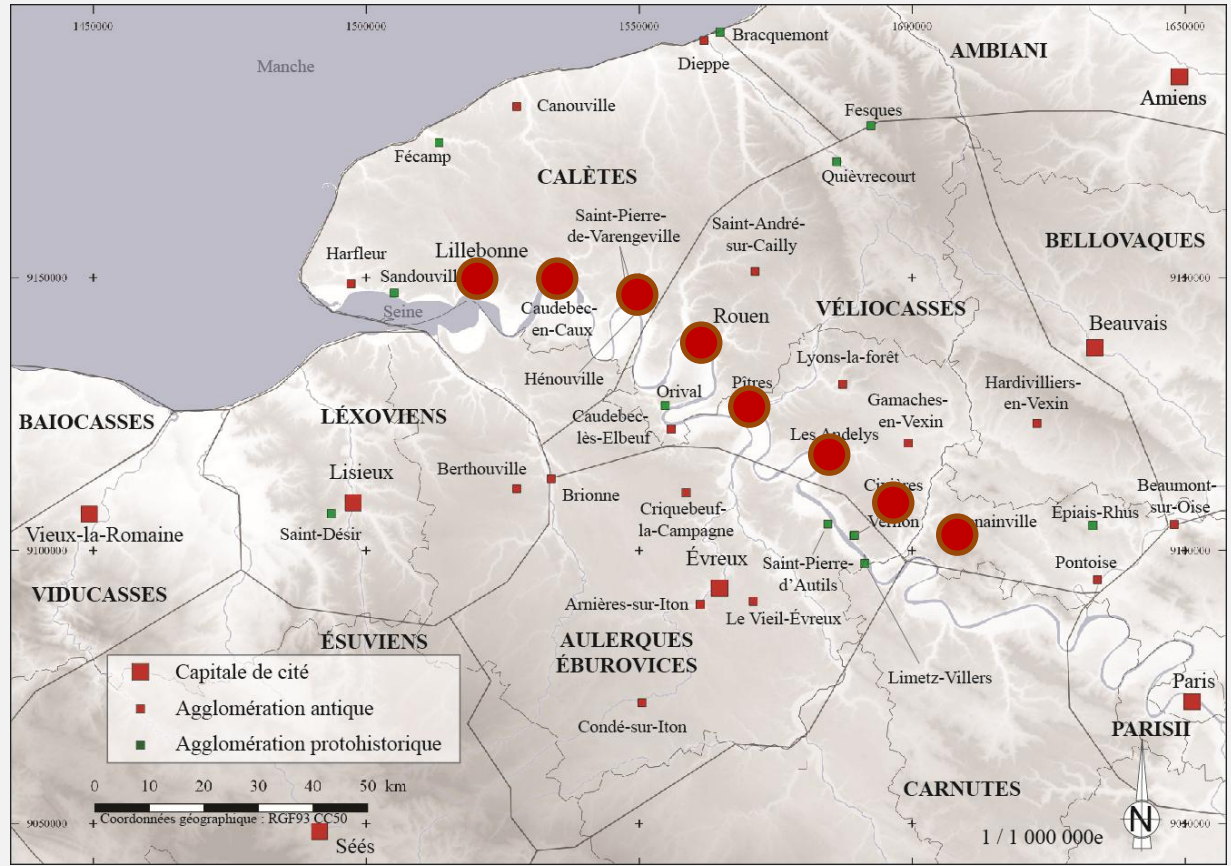 1450000
1500000
1550000
1600000
1650000
Bracquemont
AMBIANI
Dieppe
Manche
Amiens
Canouville
Fesques
Fécamp
Quièvrecourt
CALÈTES
Saint-Pierre-
de-Varengeville
Saint-André-
sur-Cailly
BELLOVAQUES
Harfleur
Lillebonne
Sandouvill
9150000
9150000
Seine
Caudebec-
en-Caux
Rouen
VÉLIOCASSES
Beauvais
Lyons-la-forêt
Hénouville
Orival
Pîtres
Hardivilliers-
en-Vexin
Gamaches-
en-Vexin
BAIOCASSES
LÉXOVIENS
Caudebec-
lès-Elbeuf
Les Andelys
Berthouville
Lisieux
Brionne
Criquebeuf-
la-Campagne
Beaumont-
sur-Oise
Vernon
nainville
Épiais-Rhus
Vieux-la-Romaine
Saint-Désir
9100000
9100000
Évreux
Saint-Pierre-
d'Autils
Pontoise
VIDUCASSES
Arnières-sur-Iton
Le Vieil-Évreux
ÉSUVIENS
AULERQUES
ÉBUROVICES
Limetz-Villers
Paris
Condé-sur-Iton
PARISII
CARNUTES
Capitale de cité
Agglomération antique
Agglomération protohistorique
0 10 20 30 40 50 km
Coordonnées géographique : RGF93 CC50
9050000
Séés
1 / 1 000 000e
N